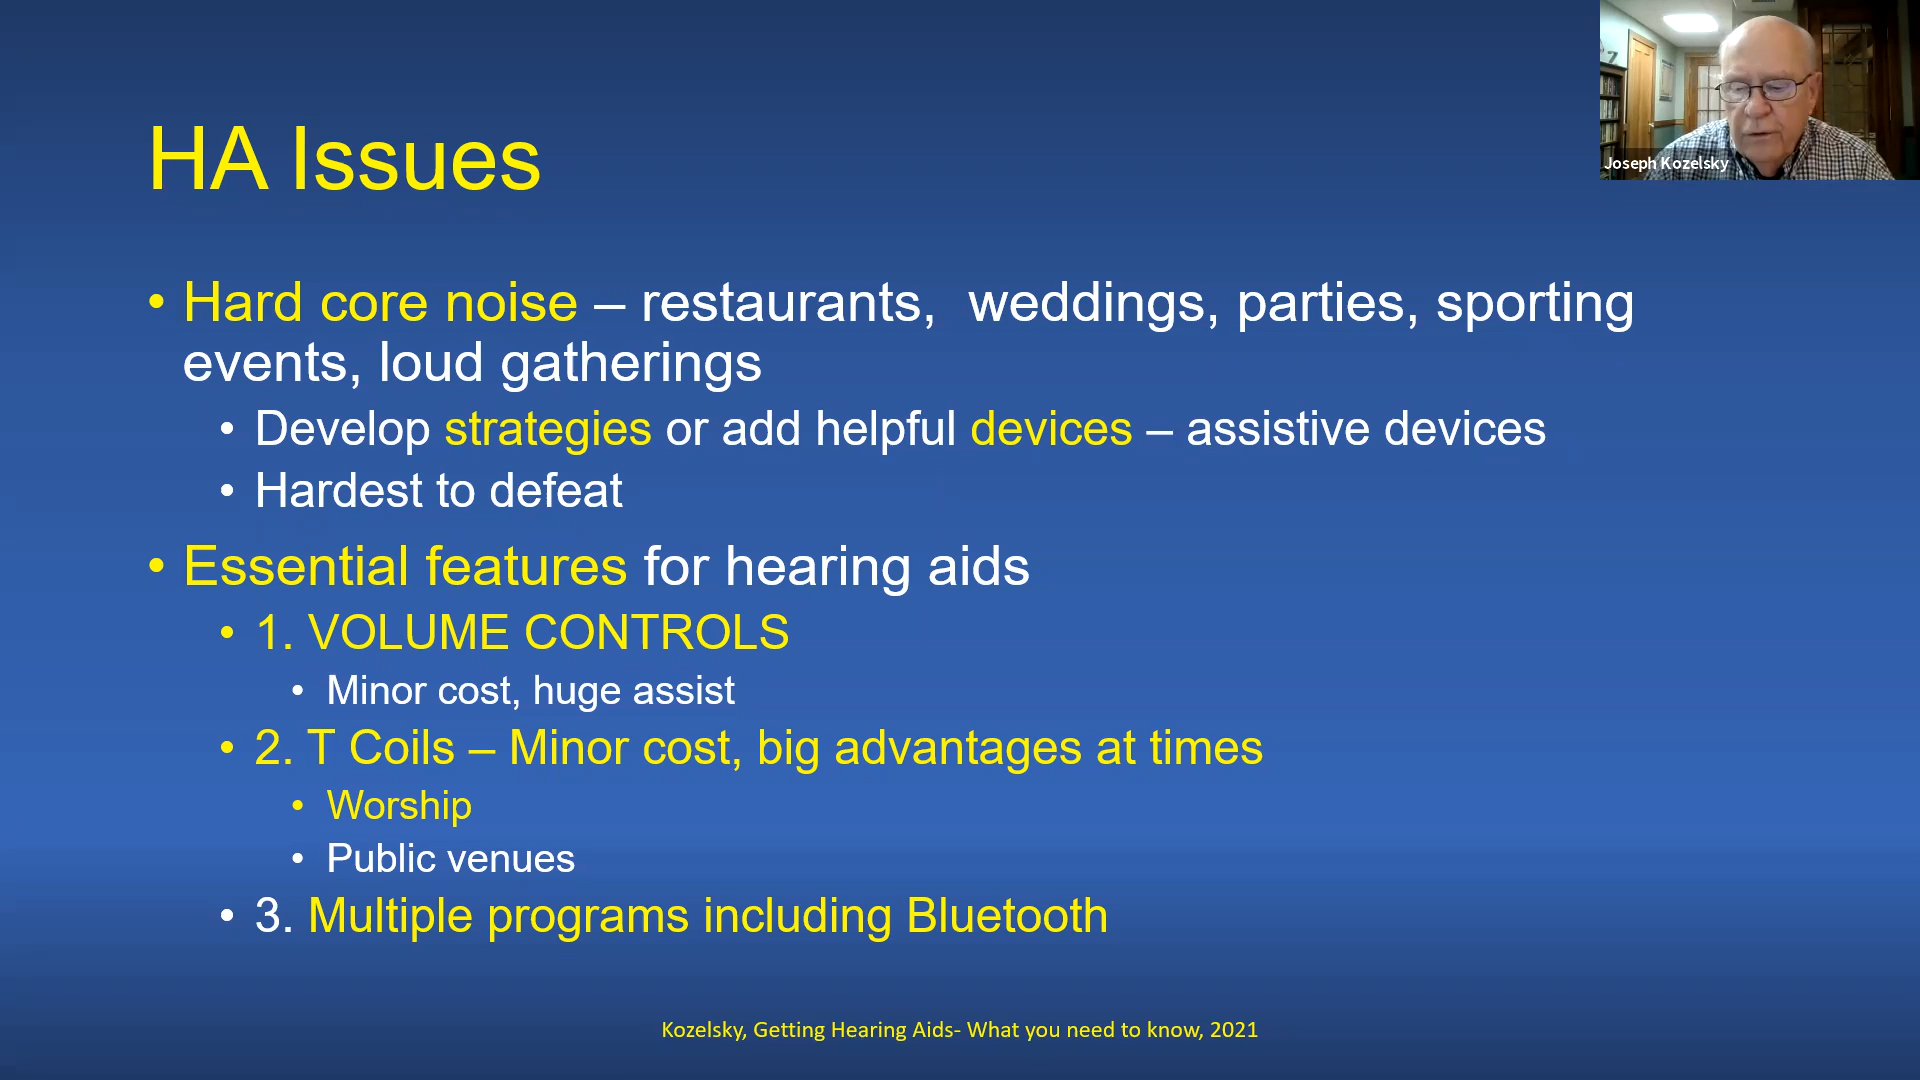 HA Issues
Joseph Kozelsky
• Hard core noise – restaurants,  weddings, parties, sporting
events, loud gatherings
• Develop strategies or add helpful devices – assistive devices
• Hardest to defeat
• Essential features for hearing aids
• 1. VOLUME CONTROLS
• Minor cost, huge assist
• 2. T Coils – Minor cost, big advantages at times
• Worship
• Public venues
• 3. Multiple programs including Bluetooth
Kozelsky, Getting Hearing Aids- What you need to know, 2021